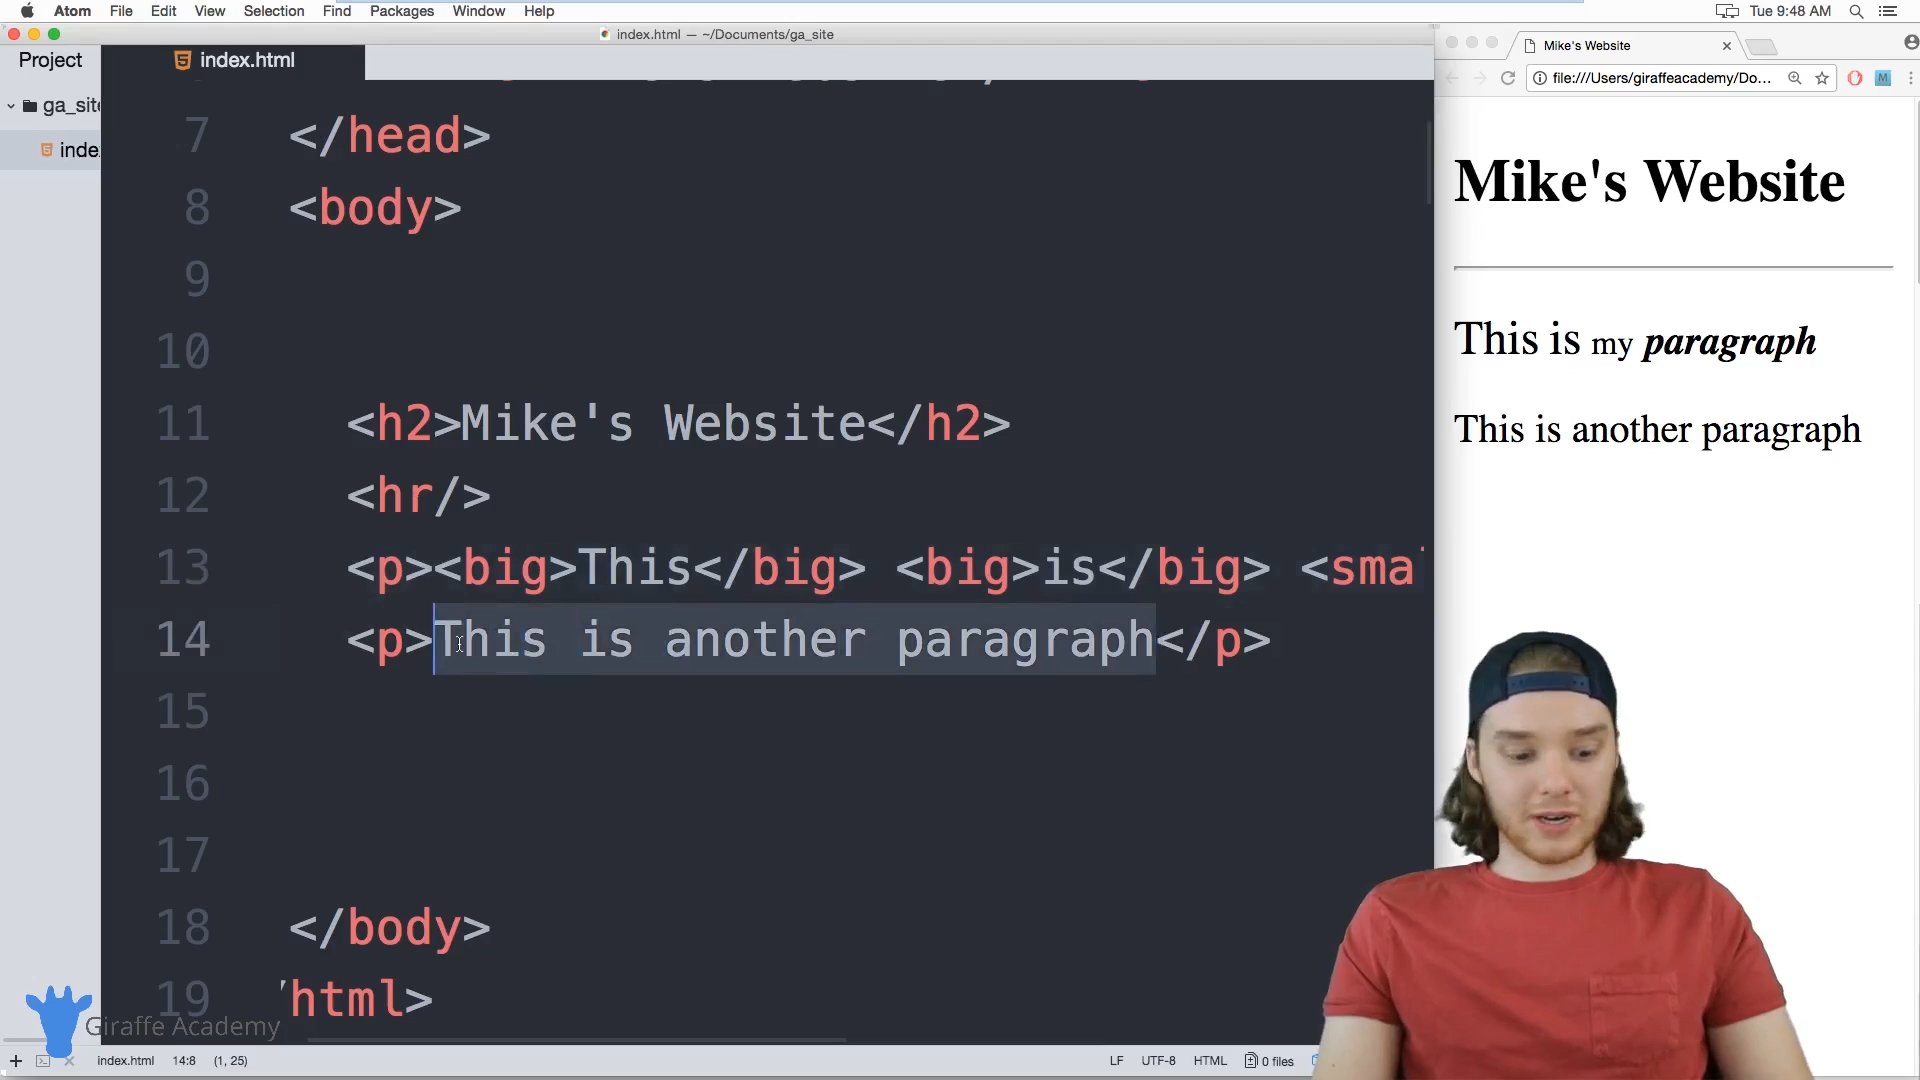 Atom File Edit View Selection Find Packages Window Help Tue 9:48 AM
index.html — ~/Documents/ga_site
Project
index.html
Mike's Website
file:///Users/giraffeacademy/Do...
M
ga_site
inde
7 </head>
8 <body>
9
10
11 <h2>Mike's Website</h2>
12 <hr/>
13 <p><big>This</big> <big>is</big> <sma
14 <p>This is another paragraph</p>
15
16
17
18 </body>
19 html>
Mike's Website
This is my paragraph
This is another paragraph
Giraffe Academy
index.html 14:8 (1, 25) LF UTF-8 HTML 0 files